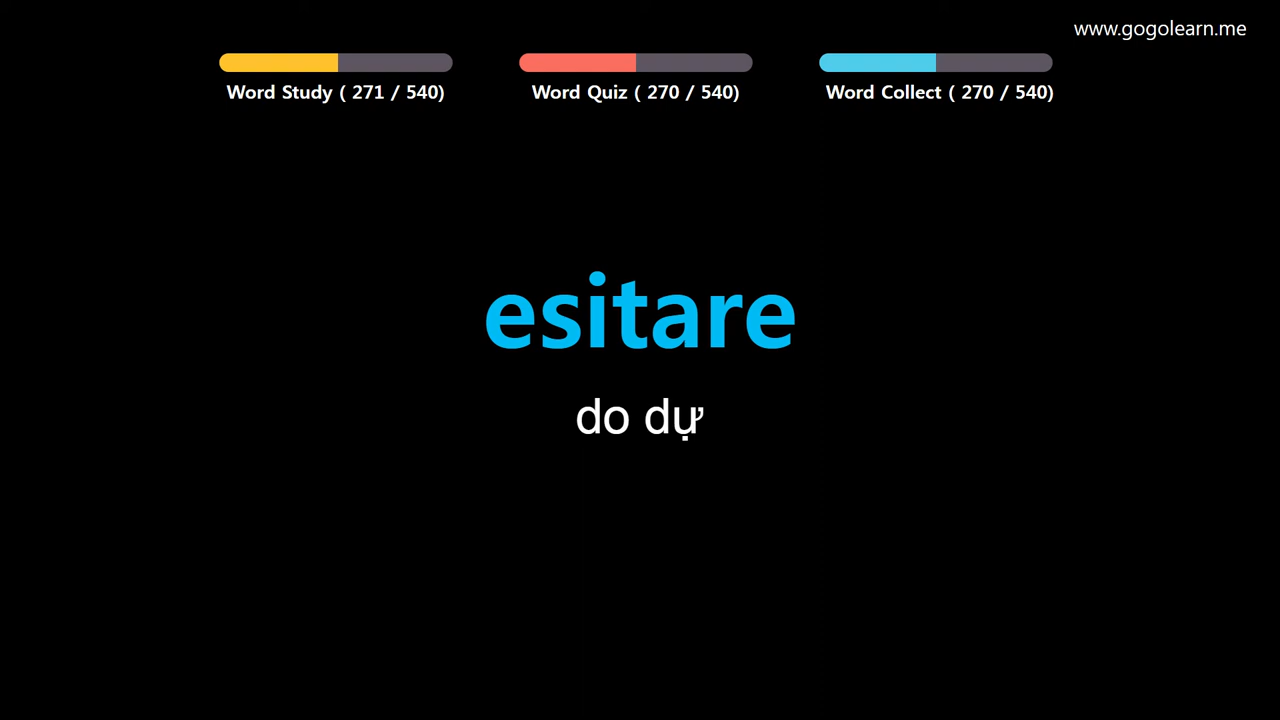 www.gogolearn.me
Word Study ( 271 / 540)
Word Quiz ( 270 / 540)
Word Collect ( 270 / 540)
esitare
do dự